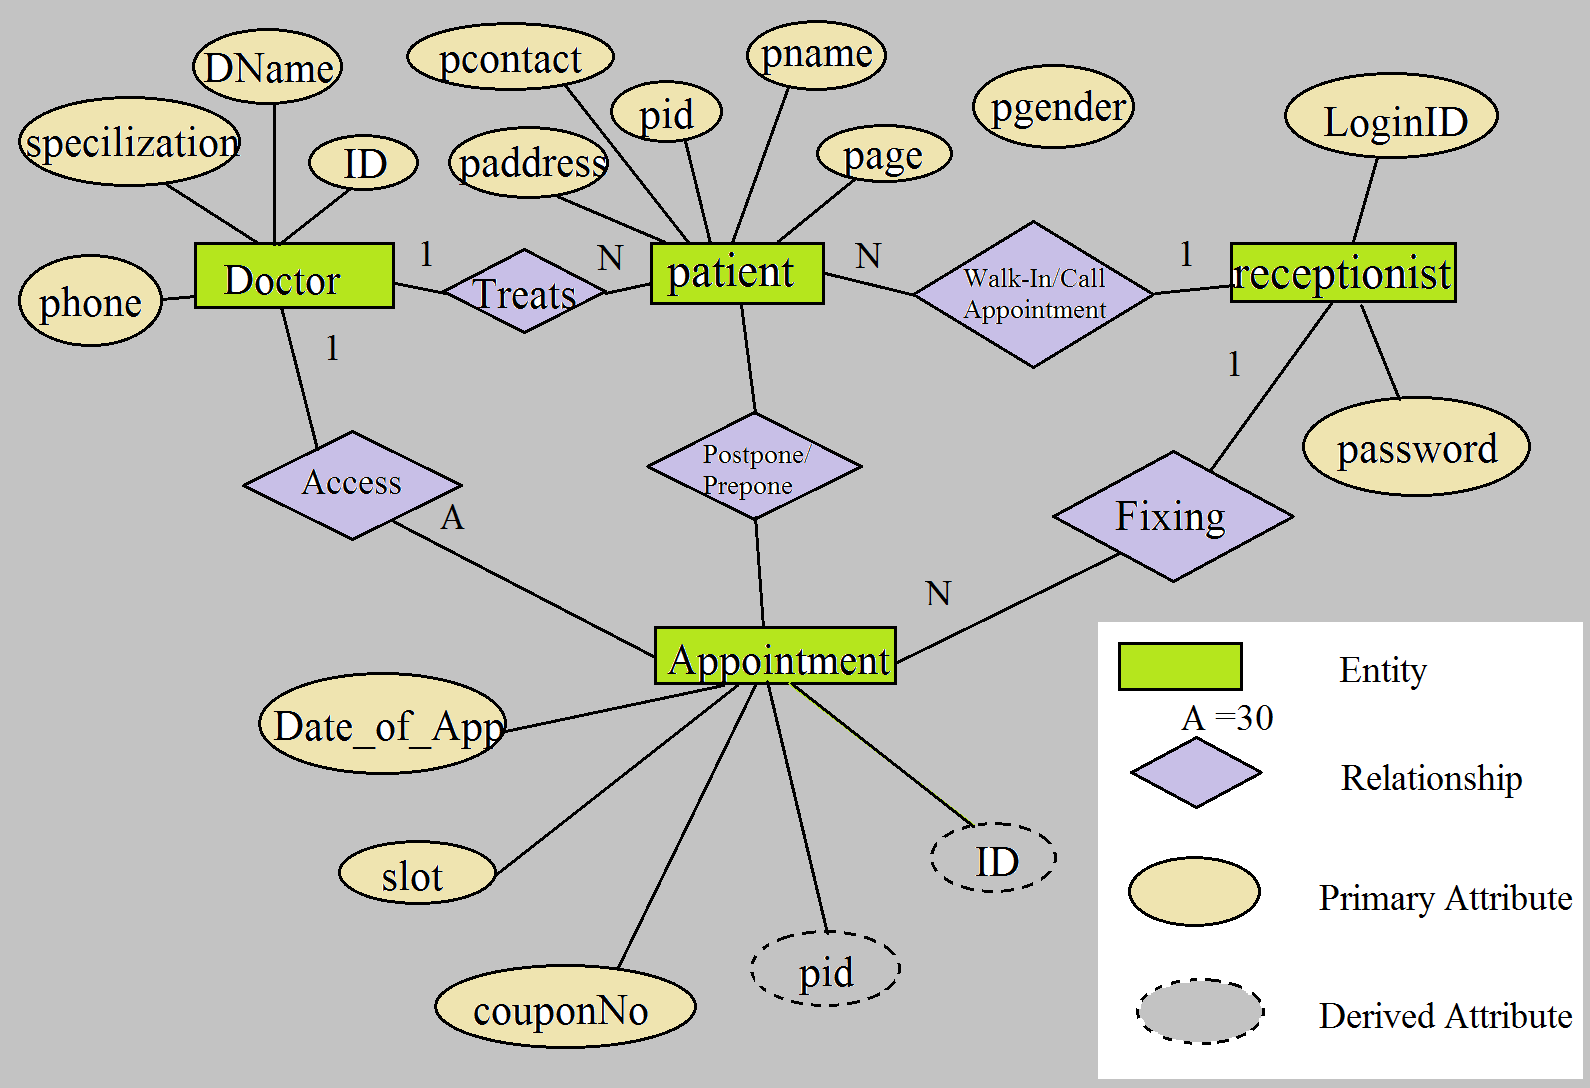 DName
pcontact
pname
specilization
ID
paddress
pid
page
pgender
LoginID
phone
Doctor
1
Treats
N
patient
N
Walk-In/Call
Appointment
1
receptionist
1
1
Access
A
Postpone/
Prepone
Fixing
password
N
Appointment
Date_of_App
slot
couponNo
pid
ID
Entity
A =30
Relationship
Primary Attribute
Derived Attribute